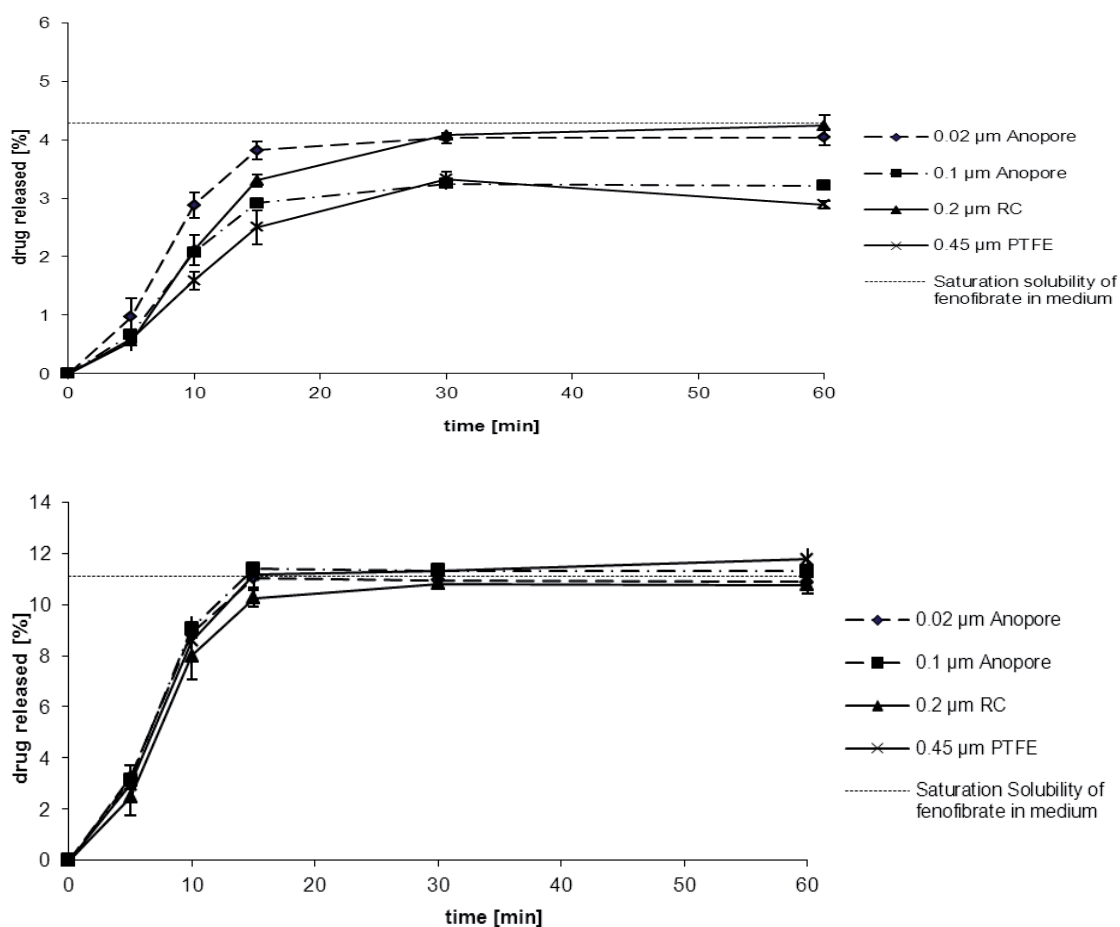 6
5
4
3
2
1
0
drug released [%]
0 10 20 30 40 50 60
time [min]
0.02 µm Anopore
0.1 µm Anopore
0.2 µm RC
0.45 µm PTFE
Saturation solubility of
fenofibrate in medium
14
12
10
8
6
4
2
0
drug released [%]
0 10 20 30 40 50 60
time [min]
0.02 µm Anopore
0.1 µm Anopore
0.2 µm RC
0.45 µm PTFE
Saturation Solubility of
fenofibrate in medium